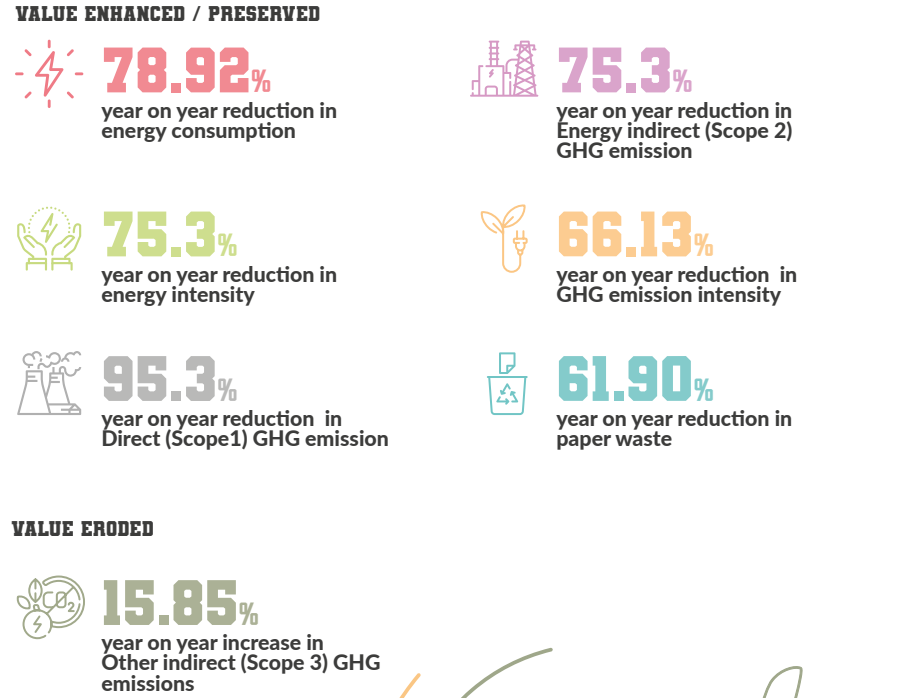 VALUE ENHANCED / PRESERVED
78.92%
year on year reduction in
energy consumption
75.3%
year on year reduction in
Energy indirect (Scope 2)
GHG emission
75.3%
year on year reduction in
energy intensity
66.13%
year on year reduction in
GHG emission intensity
95.3%
year on year reduction in
Direct (Scope1) GHG emission
61.90%
year on year reduction in
paper waste
VALUE ERODED
CO2
15.85%
year on year increase in
Other indirect (Scope 3) GHG
emissions